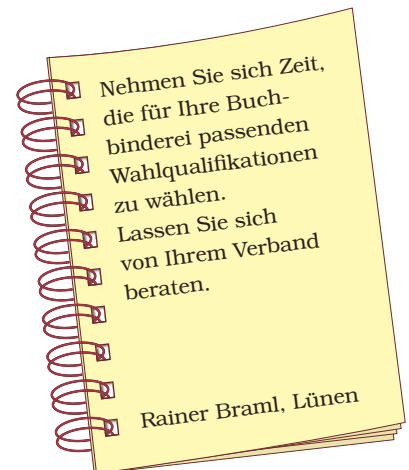 Nehmen Sie sich Zeit,
die für Ihre Buch-
binderei passenden
Wahlqualifikationen
zu wählen.
Lassen Sie sich
von Ihrem Verband
beraten.
Rainer Braml, Lünen